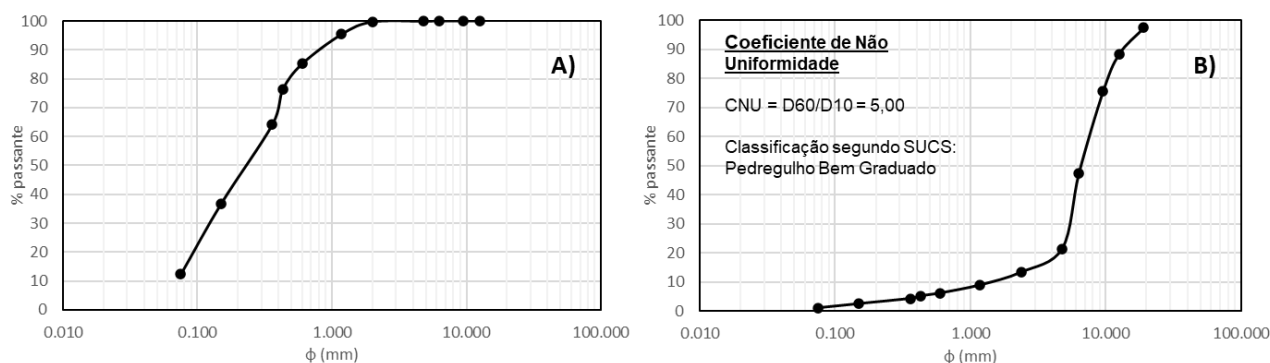 100
90
80
70
60
50
40
30
20
10
0
% passante
A)
0.010 0.100 1.000 10.000 100.000
ϕ (mm)
100
90
80
70
60
50
40
30
20
10
0
% passante
Coeficiente de Não
Uniformidade
CNU = D60/D10 = 5,00
Classificação segundo SUCS:
Pedregulho Bem Graduado
B)
0.010 0.100 1.000 10.000 100.000
ϕ (mm)